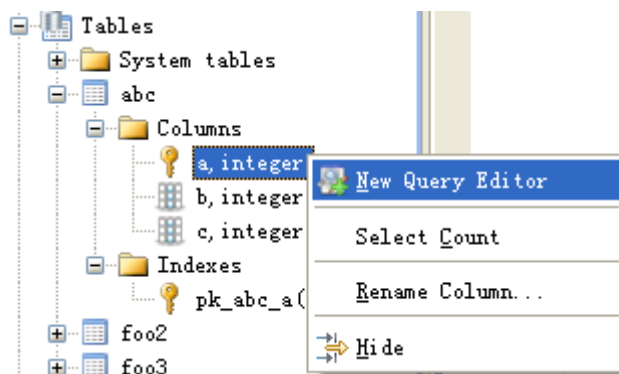 Tables
System tables
abc
Columns
a, integer
New Query Editor
b, integer
c, integer
Select Count
Indexes
pk_abc_a(
Rename Column...
foo2
Hide
foo3